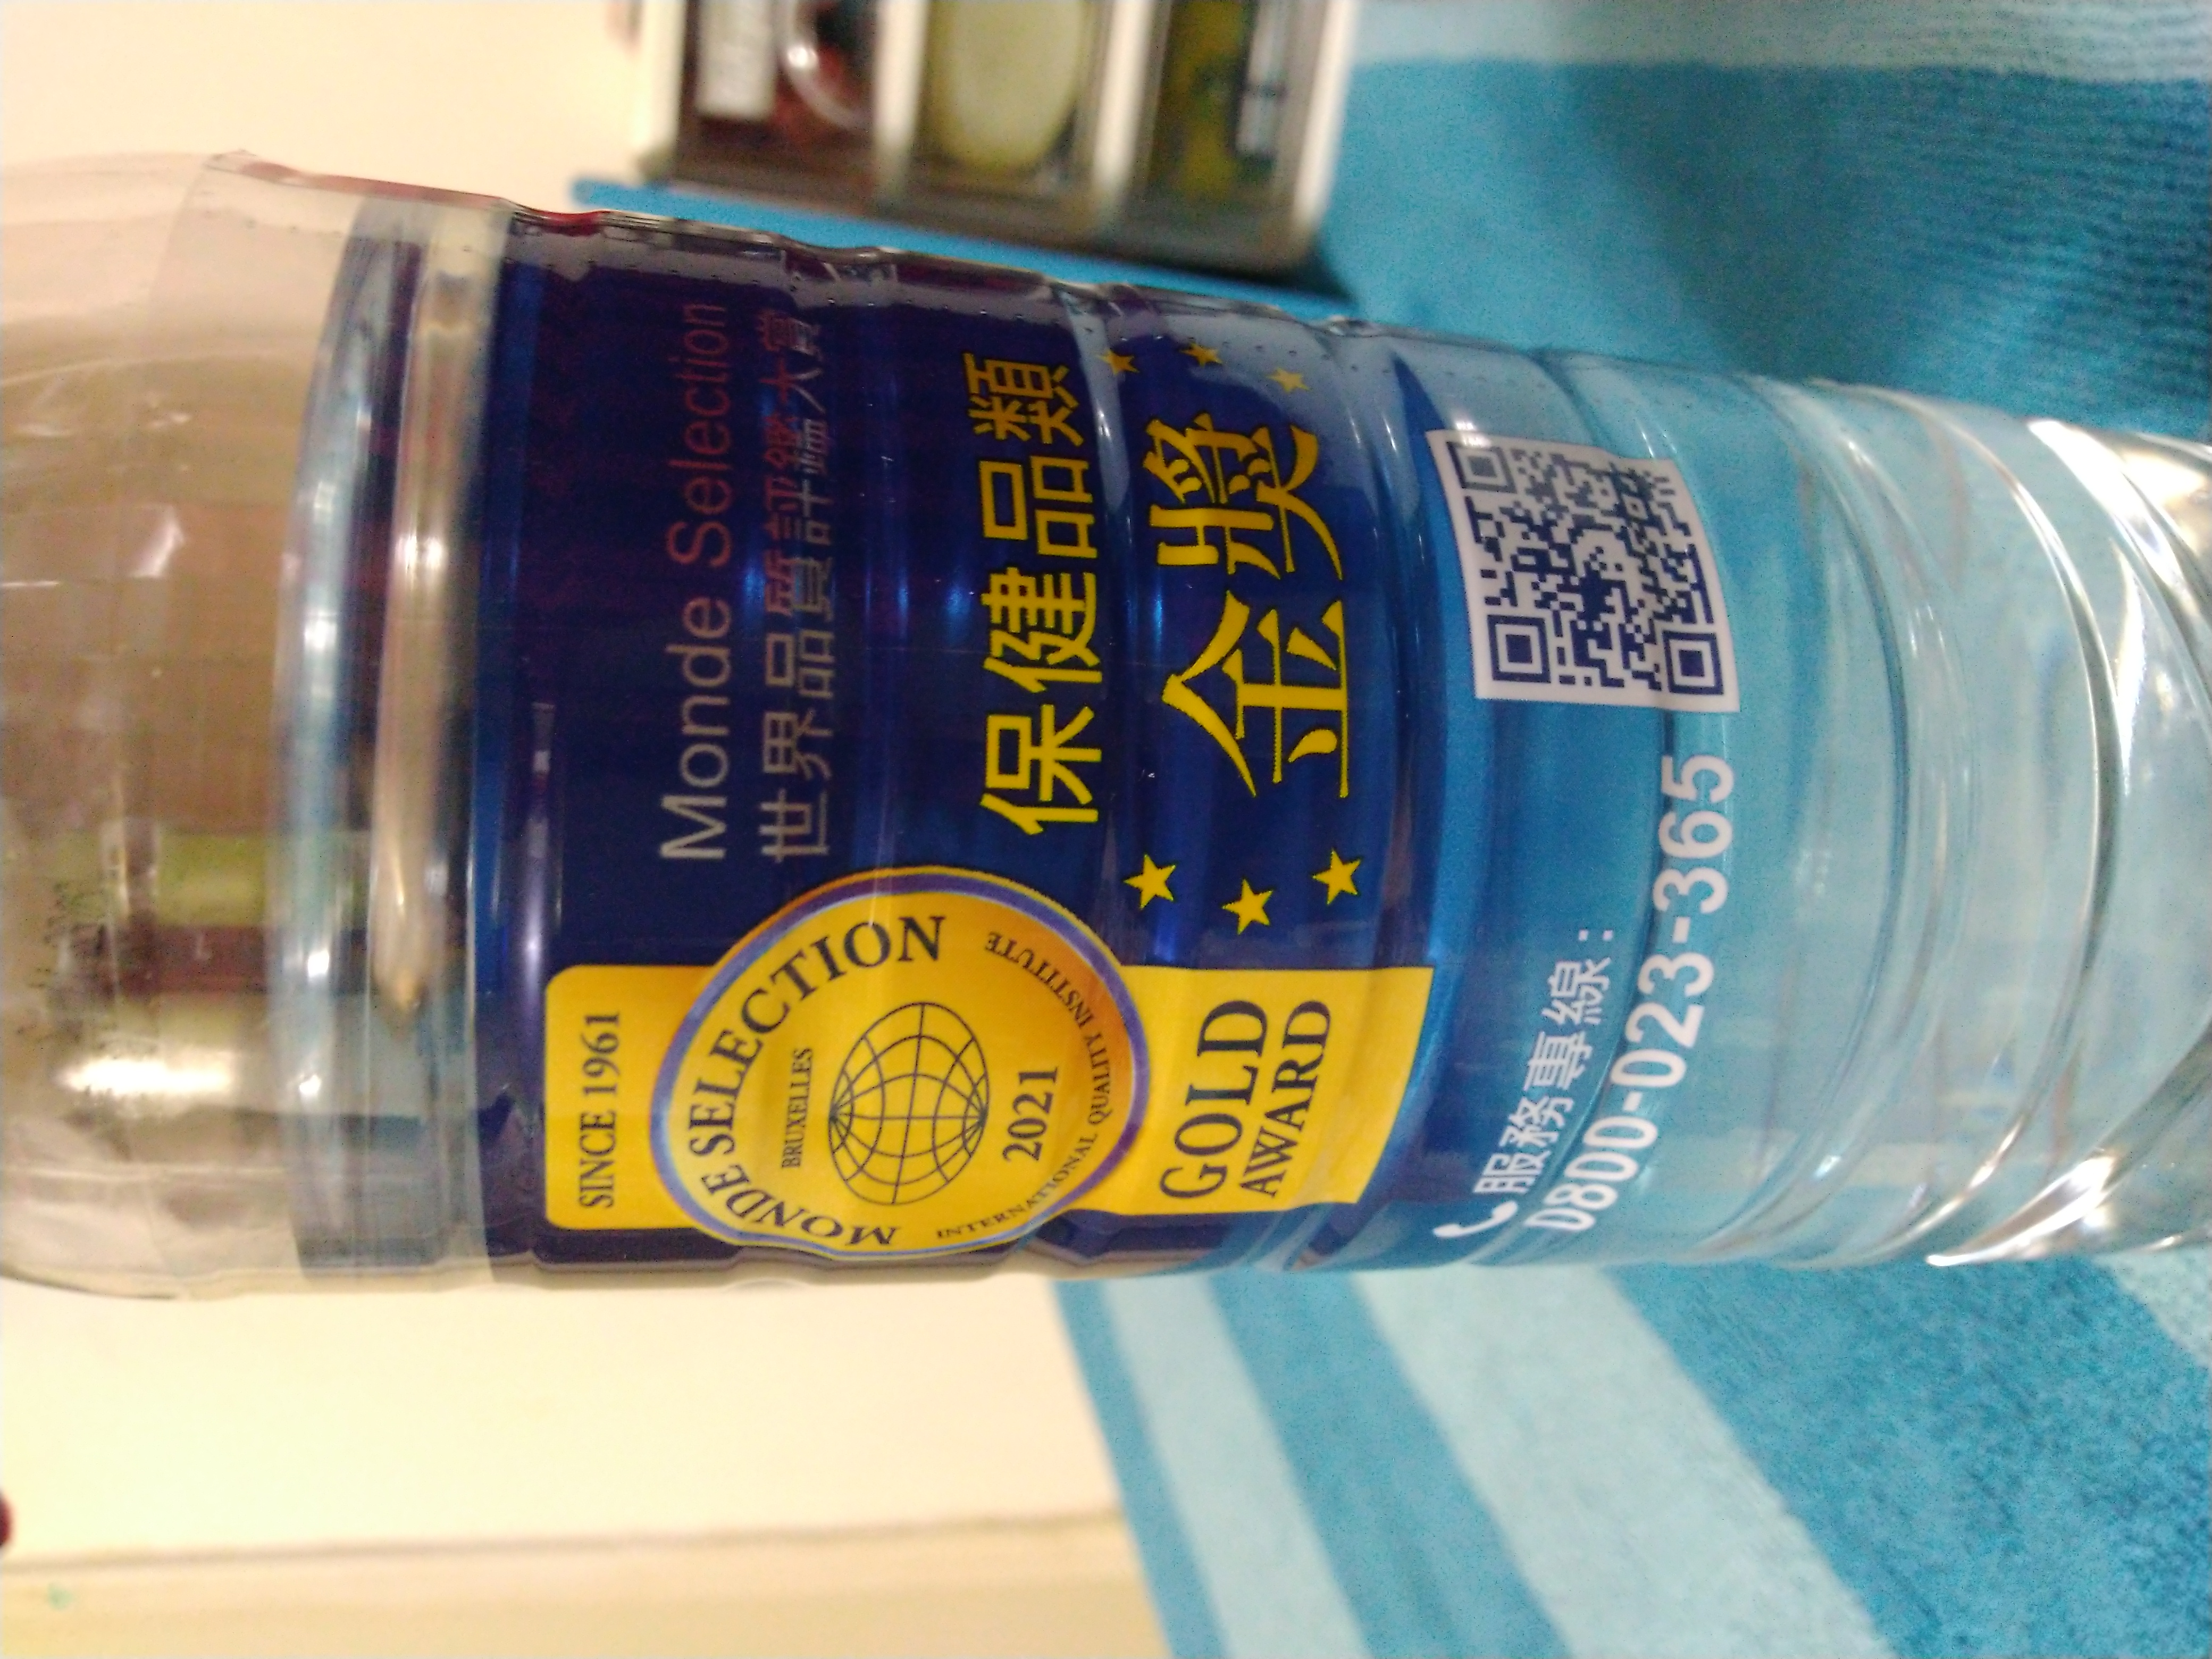 Monde Selection
世界品質評鑑大賞
SINCE 1961
MONDE SELECTION
BRUXELLES
2021
INTERNATIONAL QUALITY INSTITUTE
GOLD
AWARD
保健品類
金獎
服務專線：
0800-023-365